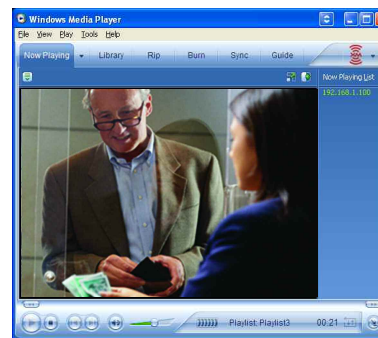 Windows Media Player
File View Play Tools Help
Now Playing Library Rip Burn Sync Guide
Now Playing List
192.168.1.100
Playlist: Playlist3 00:21